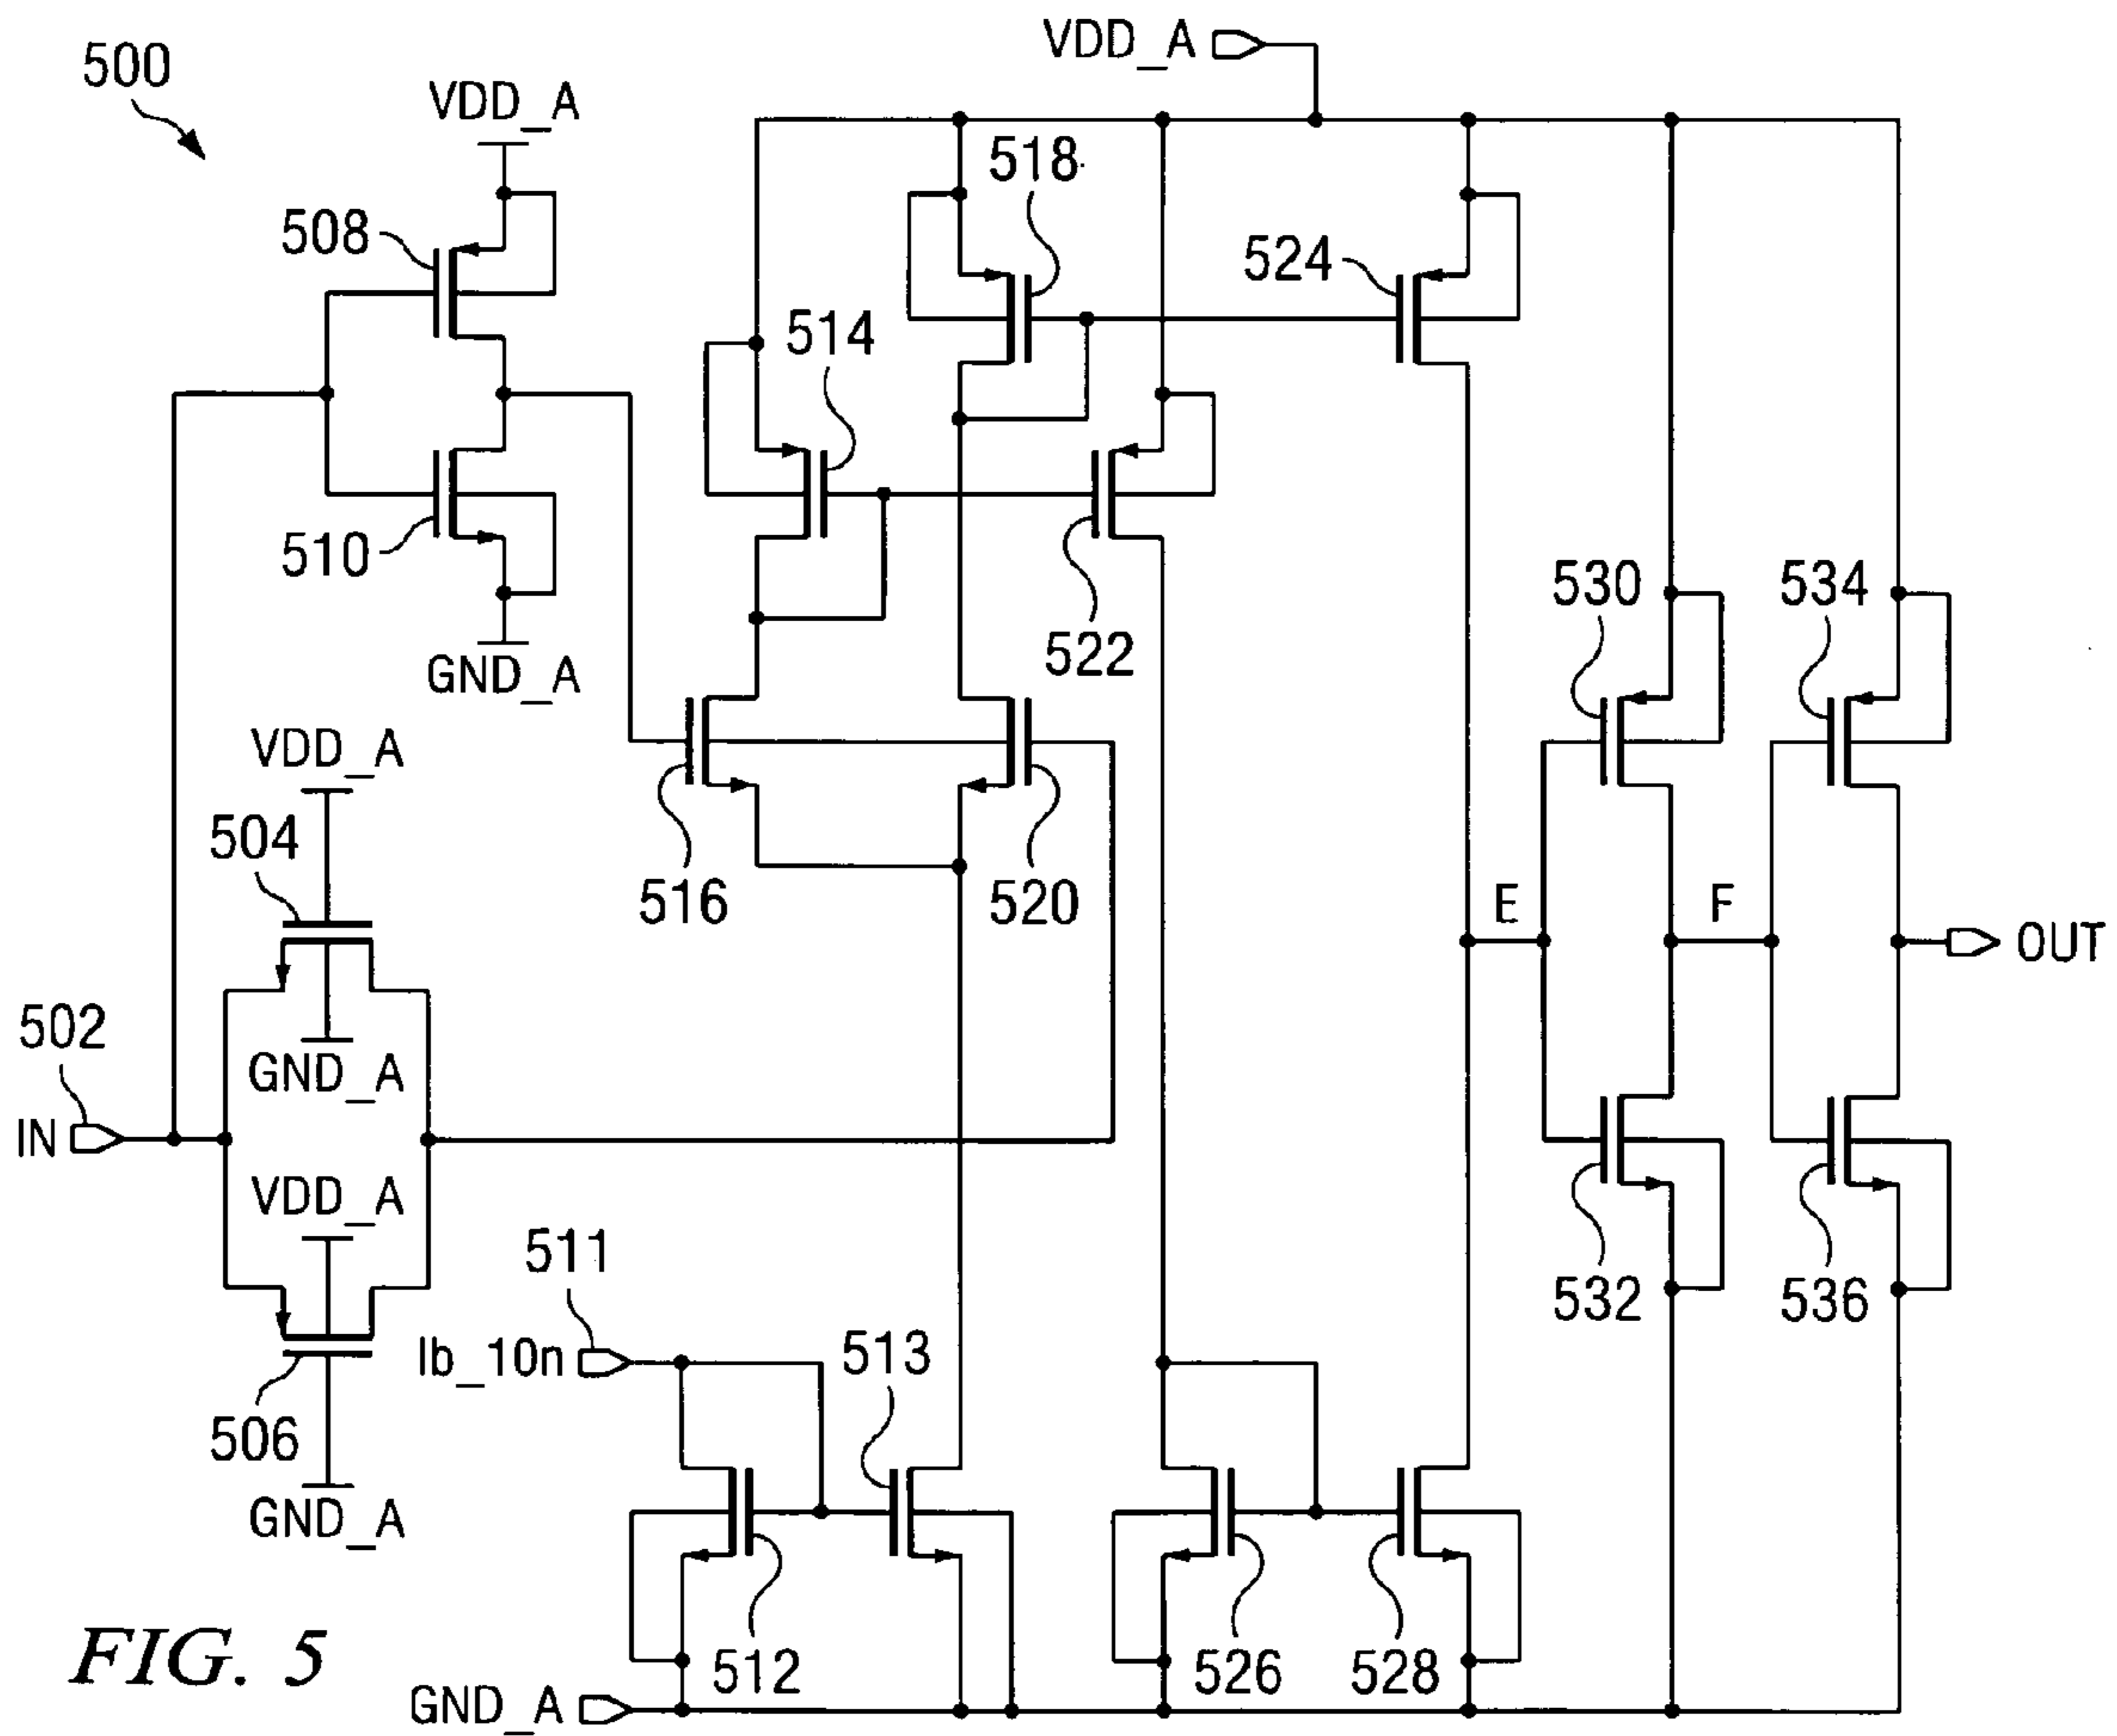 500
VDD_A
VDD_A
508
518
524
514
510
GND_A
522
530
534
VDD_A
504
516
520
E
F
OUT
502
GND_A
IN
VDD_A
511
Ib_10n
513
532
536
506
GND_A
512
526
528
FIG. 5
GND_A